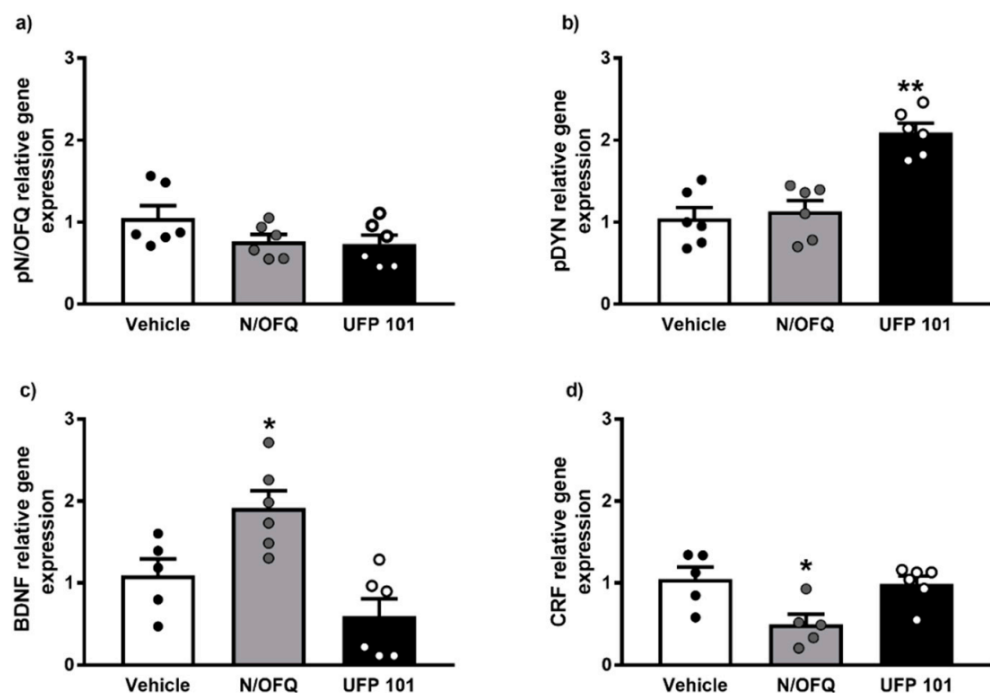 a)
pN/OFQ relative gene
expression
3
2
1
0
Vehicle N/OFQ UFP 101
b)
pDYN relative gene
expression
3
2
1
0
**
Vehicle N/OFQ UFP 101
c)
BDNF relative gene
expression
3
2
1
0
*
Vehicle N/OFQ UFP 101
d)
CRF relative gene
expression
3
2
1
0
*
Vehicle N/OFQ UFP 101